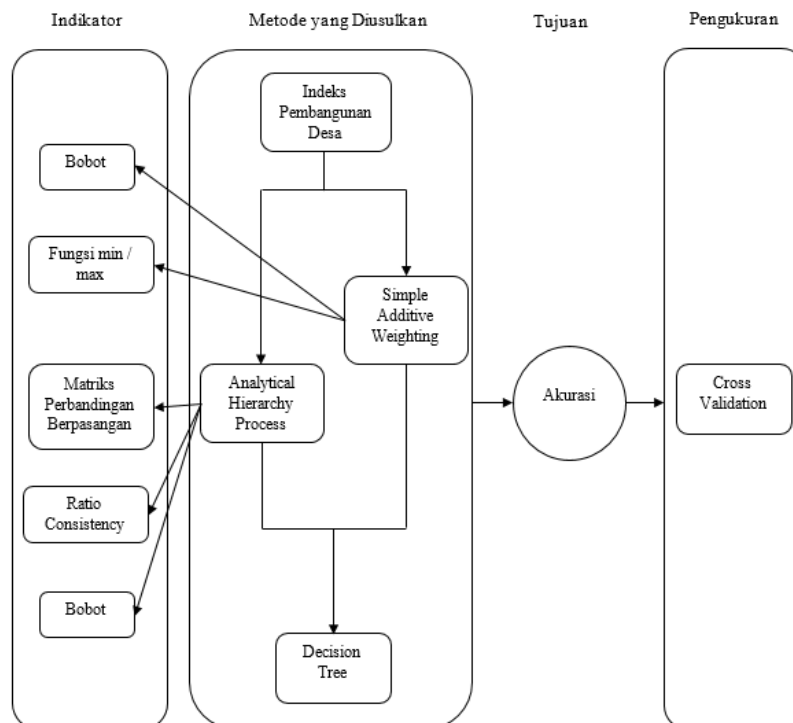 Indikator
Metode yang Diusulkan
Tujuan
Pengukuran
Indeks
Pembangunan
Desa
Bobot
Fungsi min /
max
Simple
Additive
Weighting
Matriks
Perbandingan
Berpasangan
Analytical
Hierarchy
Process
Akurasi
Cross
Validation
Ratio
Consistency
Bobot
Decision
Tree